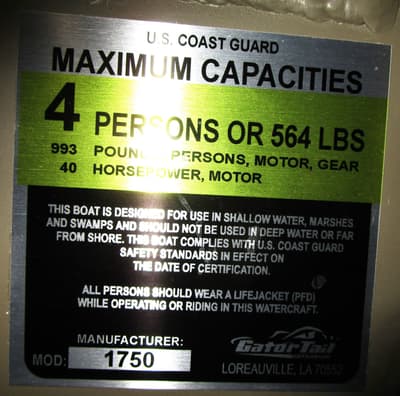 U.S. COAST GUARD
MAXIMUM CAPACITIES
4 PERSONS OR 564 LBS
993 POUNDS, PERSONS, MOTOR, GEAR
40 HORSEPOWER, MOTOR
THIS BOAT IS DESIGNED FOR USE IN SHALLOW WATER, MARSHES
AND SWAMPS AND SHOULD NOT BE USED IN DEEP WATER OR FAR
FROM SHORE. THIS BOAT COMPLIES WITH U.S. COAST GUARD
SAFETY STANDARDS IN EFFECT ON
THE DATE OF CERTIFICATION.
ALL PERSONS SHOULD WEAR A LIFEJACKET (PFD)
WHILE OPERATING OR RIDING IN THIS WATERCRAFT.
MANUFACTURER:
MOD: 1750
GatorTail
LOREAUVILLE, LA 70552